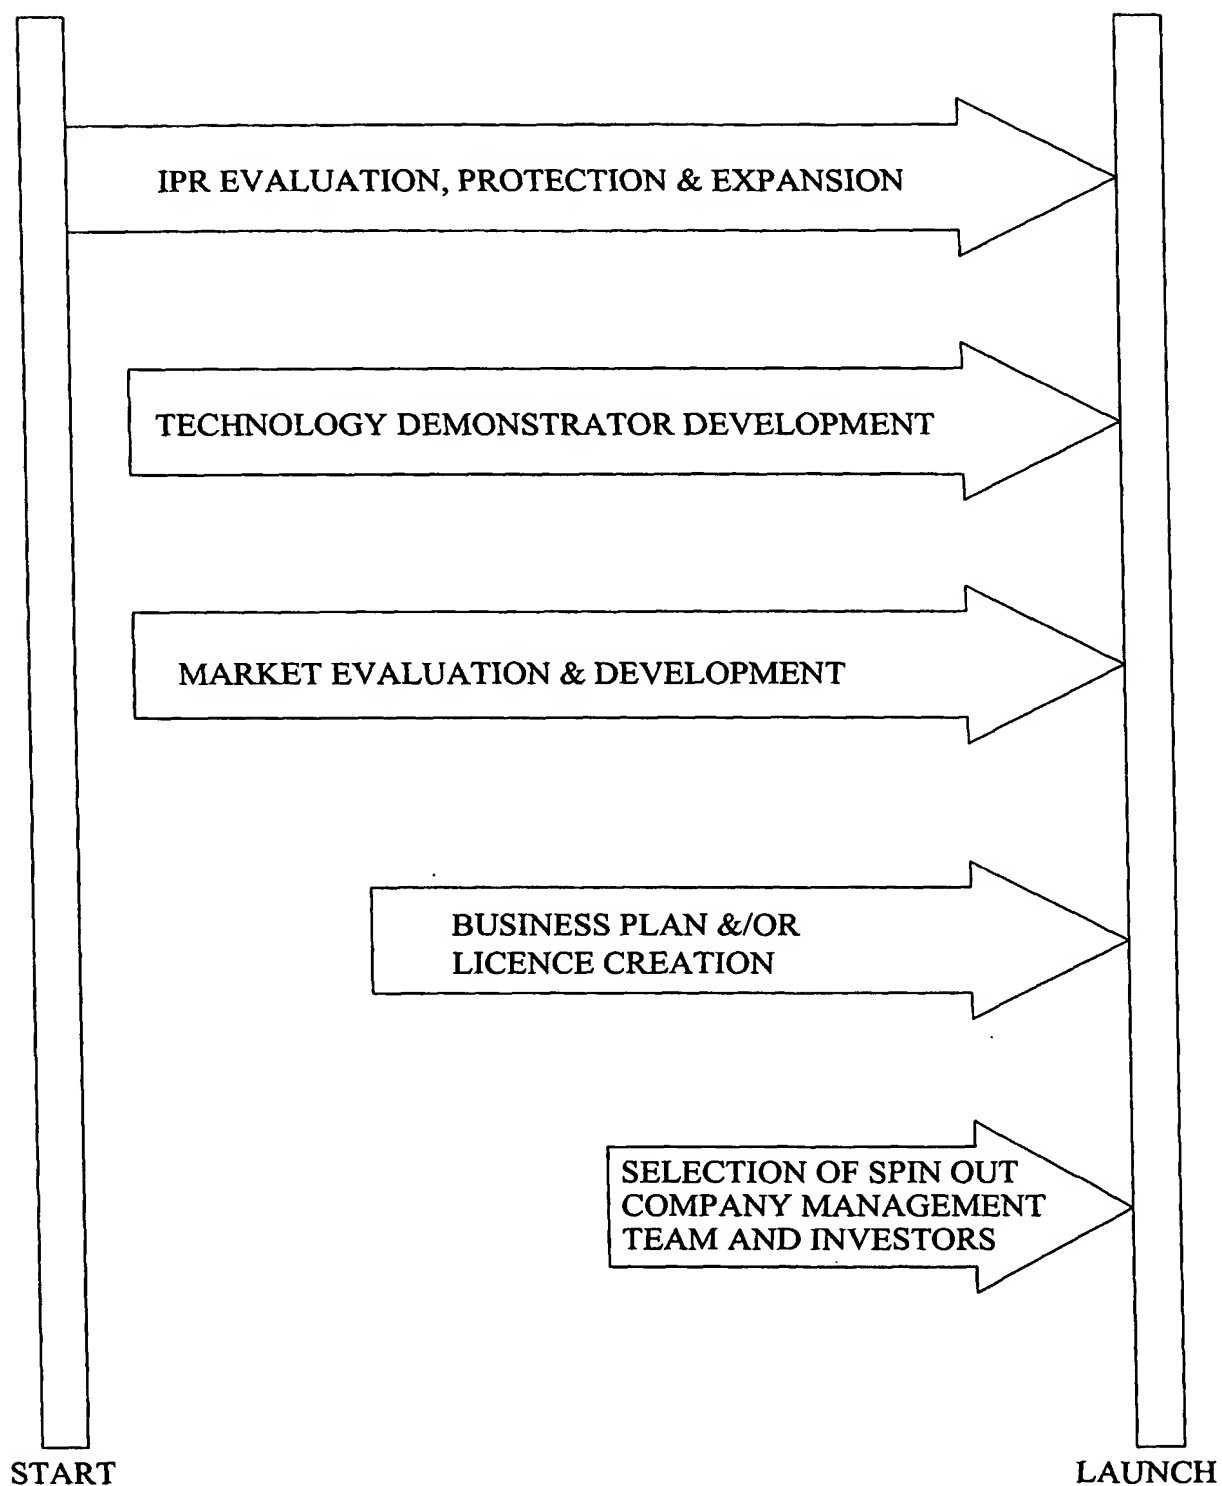 IPR EVALUATION, PROTECTION & EXPANSION
TECHNOLOGY DEMONSTRATOR DEVELOPMENT
MARKET EVALUATION & DEVELOPMENT
BUSINESS PLAN &/OR
LICENCE CREATION
SELECTION OF SPIN OUT
COMPANY MANAGEMENT
TEAM AND INVESTORS
START
LAUNCH